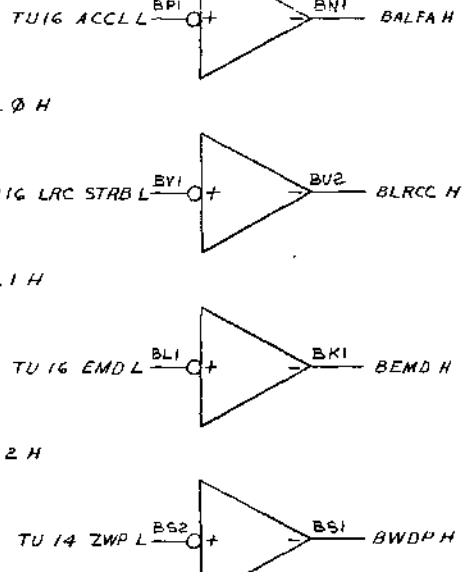 TU16 ACCL L BP1 + - BN1 BALFA H
L Ø H
16 LRC STRB L BV1 + - BU2 BLRCC H
1 H
TU 16 EMD L BL1 + - BK1 BEMD H
2 H
TU 14 ZWP L BS2 + - BS1 BWDP H